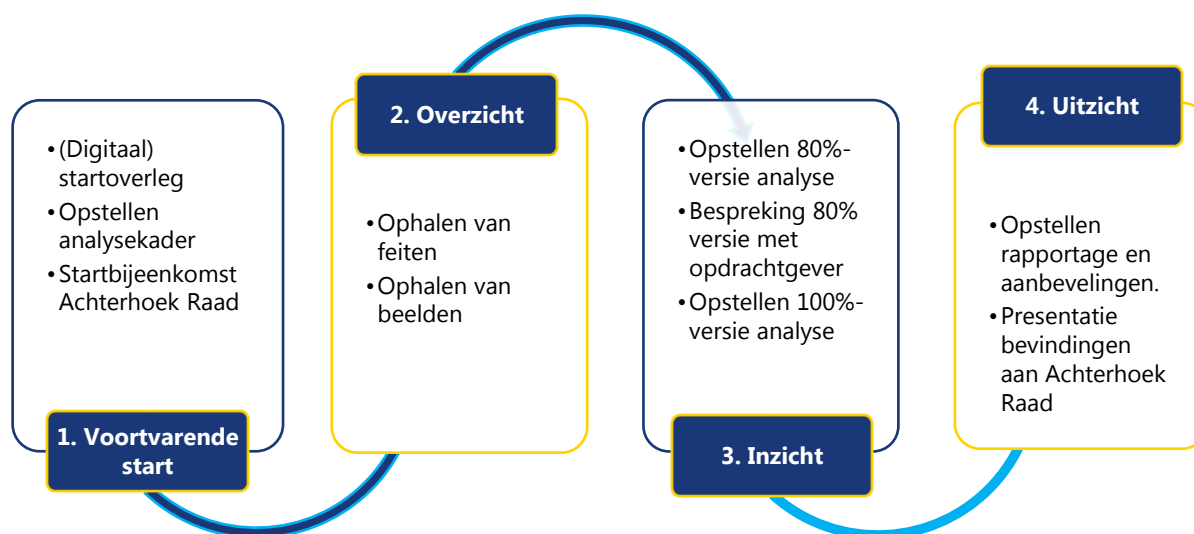 • (Digitaal)
startoverleg
• Opstellen
analysekader
• Startbijeenkomst
Achterhoek Raad
1. Voortvarende
start
2. Overzicht
• Ophalen van
feiten
• Ophalen van
beelden
• Opstellen 80%-
versie analyse
• Bespreking 80%
versie met
opdrachtgever
• Opstellen 100%-
versie analyse
3. Inzicht
4. Uitzicht
• Opstellen
rapportage en
aanbevelingen.
• Presentatie
bevindingen
aan Achterhoek
Raad